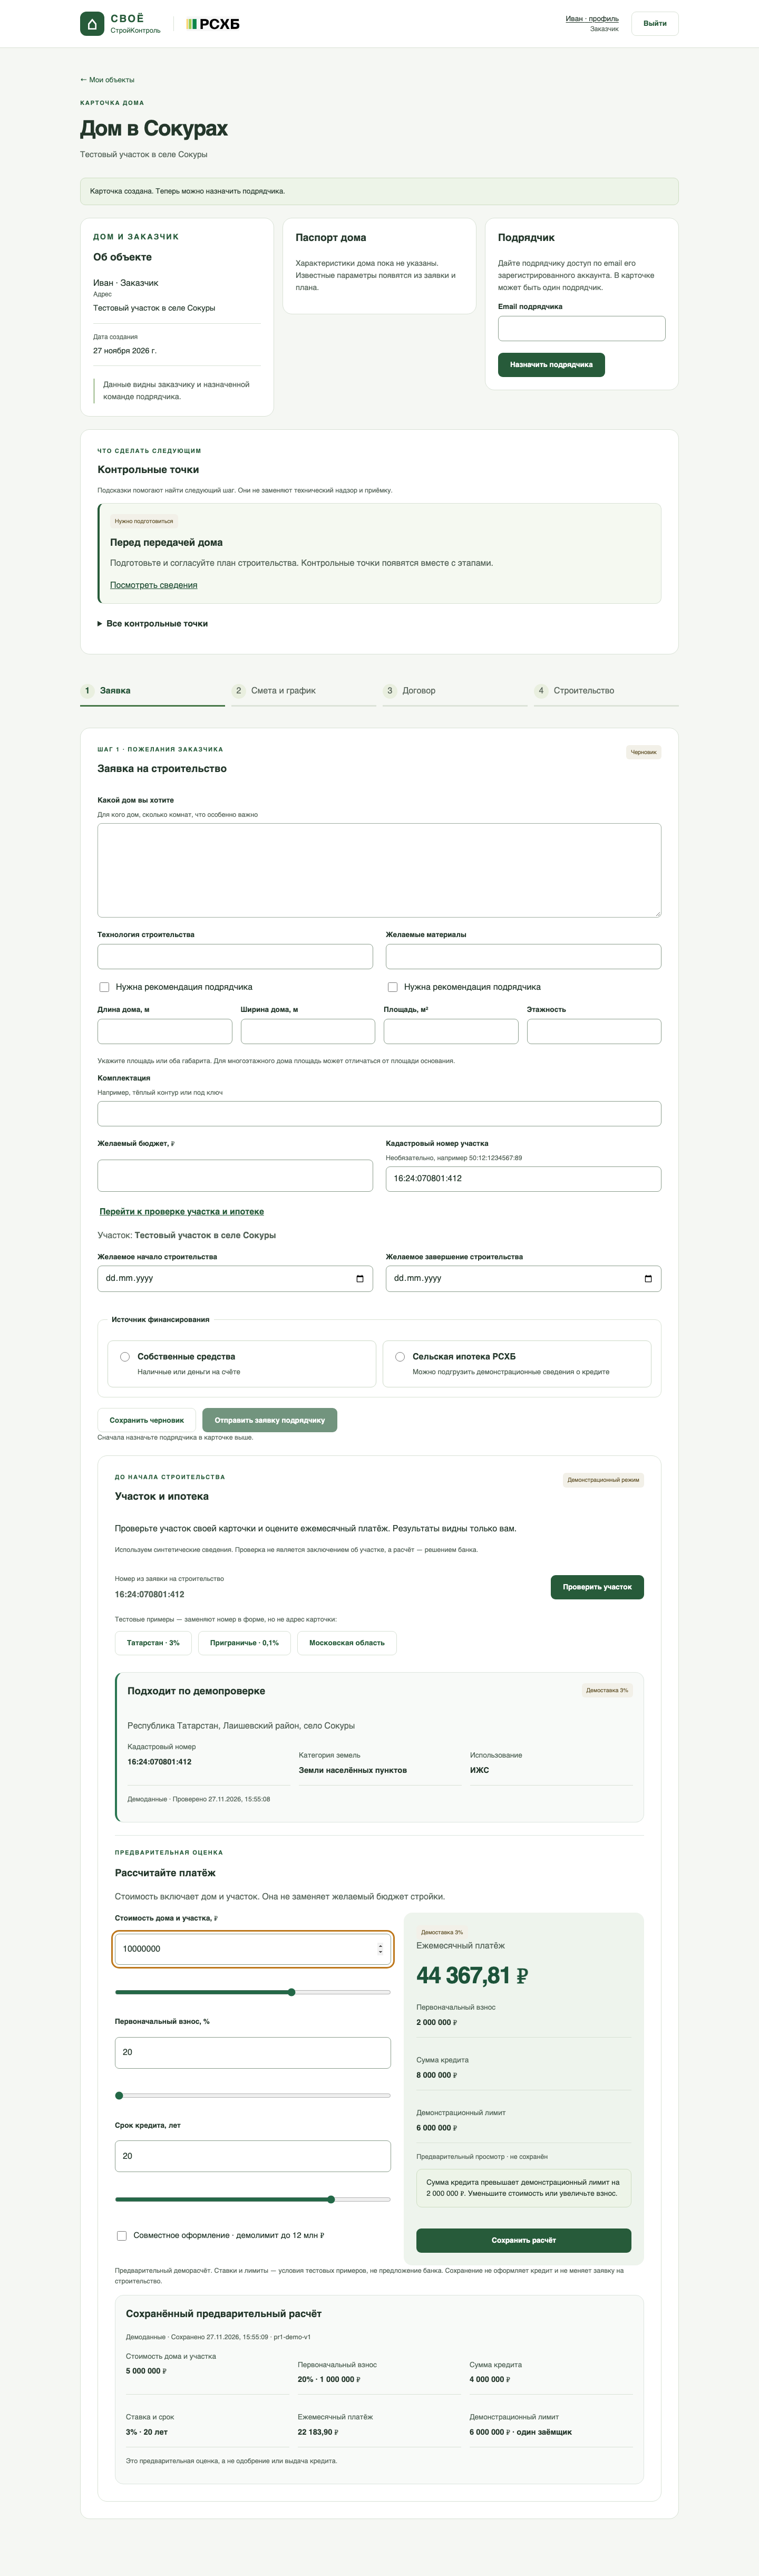 СВОЁ
СтройКонтроль
РСХБ
Иван · профиль
Заказчик
Выйти
← Мои объекты
КАРТОЧКА ДОМА
Дом в Сокурах
Тестовый участок в селе Сокуры
Карточка создана. Теперь можно назначить подрядчика.
ДОМ И ЗАКАЗЧИК
Об объекте
Иван · Заказчик
Адрес
Тестовый участок в селе Сокуры
Дата создания
27 ноября 2026 г.
Данные видны заказчику и назначенной
команде подрядчика.
Паспорт дома
Характеристики дома пока не указаны.
Известные параметры появятся из заявки и
плана.
Подрядчик
Дайте подрядчику доступ по email его
зарегистрированного аккаунта. В карточке
может быть один подрядчик.
Email подрядчика
Назначить подрядчика
ЧТО СДЕЛАТЬ СЛЕДУЮЩИМ
Контрольные точки
Подсказки помогают найти следующий шаг. Они не заменяют технический надзор и приёмку.
Нужно подготовиться
Перед передачей дома
Подготовьте и согласуйте план строительства. Контрольные точки появятся вместе с этапами.
Посмотреть сведения
Все контрольные точки
1 Заявка
2 Смета и график
3 Договор
4 Строительство
ШАГ 1 · ПОЖЕЛАНИЯ ЗАКАЗЧИКА
Черновик
Заявка на строительство
Какой дом вы хотите
Для кого дом, сколько комнат, что особенно важно
Технология строительства
Желаемые материалы
Нужна рекомендация подрядчика
Нужна рекомендация подрядчика
Длина дома, м
Ширина дома, м
Площадь, м²
Этажность
Укажите площадь или оба габарита. Для многоэтажного дома площадь может отличаться от площади основания.
Комплектация
Например, тёплый контур или под ключ
Желаемый бюджет, ₽
Кадастровый номер участка
Необязательно, например 50:12:1234567:89
16:24:070801:412
Перейти к проверке участка и ипотеке
Участок: Тестовый участок в селе Сокуры
Желаемое начало строительства
Желаемое завершение строительства
dd.mm.yyyy
dd.mm.yyyy
Источник финансирования
Собственные средства
Наличные или деньги на счёте
Сельская ипотека РСХБ
Можно подгрузить демонстрационные сведения о кредите
Сохранить черновик
Отправить заявку подрядчику
Сначала назначьте подрядчика в карточке выше.
ДО НАЧАЛА СТРОИТЕЛЬСТВА
Демонстрационный режим
Участок и ипотека
Проверьте участок своей карточки и оцените ежемесячный платёж. Результаты видны только вам.
Используем синтетические сведения. Проверка не является заключением об участке, а расчёт — решением банка.
Номер из заявки на строительство
16:24:070801:412
Проверить участок
Тестовые примеры — заменяют номер в форме, но не адрес карточки:
Татарстан · 3%
Приграничье · 0,1%
Московская область
Подходит по демопроверке
Демоставка 3%
Республика Татарстан, Лаишевский район, село Сокуры
Кадастровый номер
16:24:070801:412
Категория земель
Земли населённых пунктов
Использование
ИЖС
Демоданные · Проверено 27.11.2026, 15:55:08
ПРЕДВАРИТЕЛЬНАЯ ОЦЕНКА
Рассчитайте платёж
Стоимость включает дом и участок. Она не заменяет желаемый бюджет стройки.
Стоимость дома и участка, ₽
10000000
Первоначальный взнос, %
20
Срок кредита, лет
20
Совместное оформление · демолимит до 12 млн ₽
Демоставка 3%
Ежемесячный платёж
44 367,81 ₽
Первоначальный взнос
2 000 000 ₽
Сумма кредита
8 000 000 ₽
Демонстрационный лимит
6 000 000 ₽
Предварительный просмотр · не сохранён
Сумма кредита превышает демонстрационный лимит на
2 000 000 ₽. Уменьшите стоимость или увеличьте взнос.
Сохранить расчёт
Предварительный деморасчёт. Ставки и лимиты — условия тестовых примеров, не предложение банка. Сохранение не оформляет кредит и не меняет заявку на
строительство.
Сохранённый предварительный расчёт
Демоданные · Сохранено 27.11.2026, 15:55:09 · pr1-demo-v1
Стоимость дома и участка
5 000 000 ₽
Первоначальный взнос
20% · 1 000 000 ₽
Сумма кредита
4 000 000 ₽
Ставка и срок
3% · 20 лет
Ежемесячный платёж
22 183,90 ₽
Демонстрационный лимит
6 000 000 ₽ · один заёмщик
Это предварительная оценка, а не одобрение или выдача кредита.